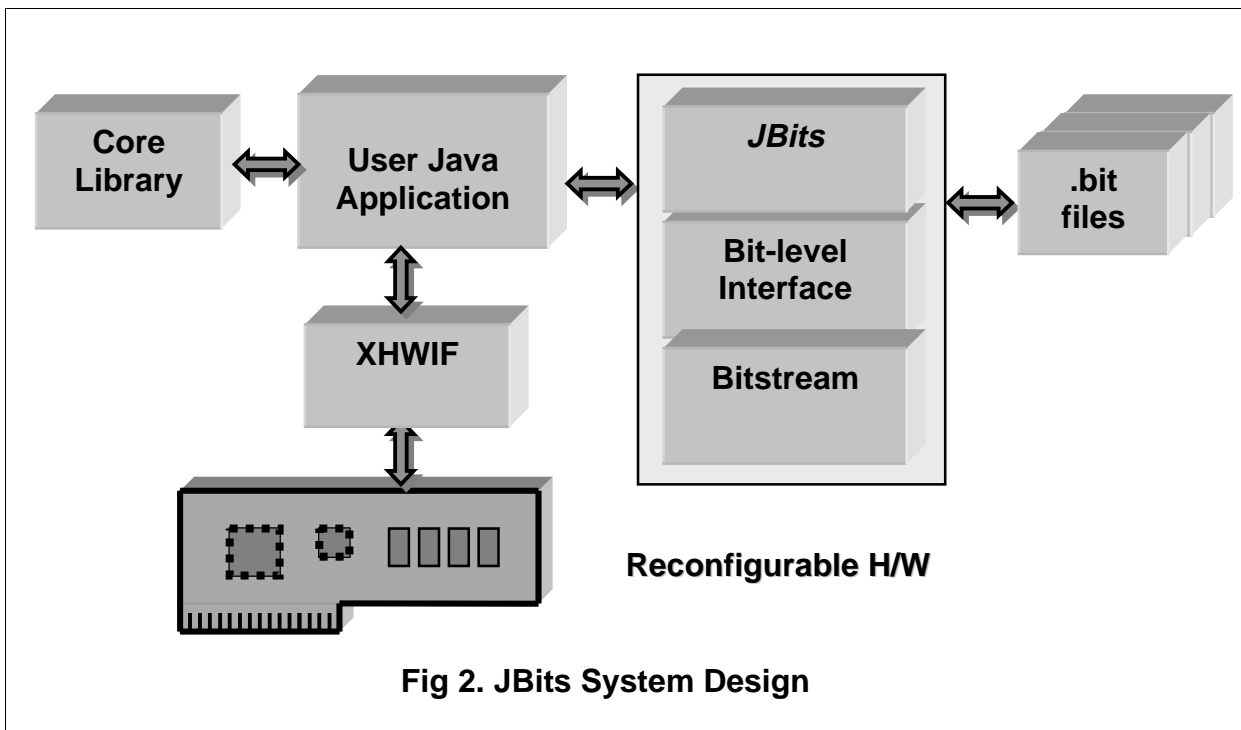 Core
Library
User Java
Application
JBits
Bit-level
Interface
Bitstream
.bit
files
XHWIF
Reconfigurable H/W
Fig 2. JBits System Design